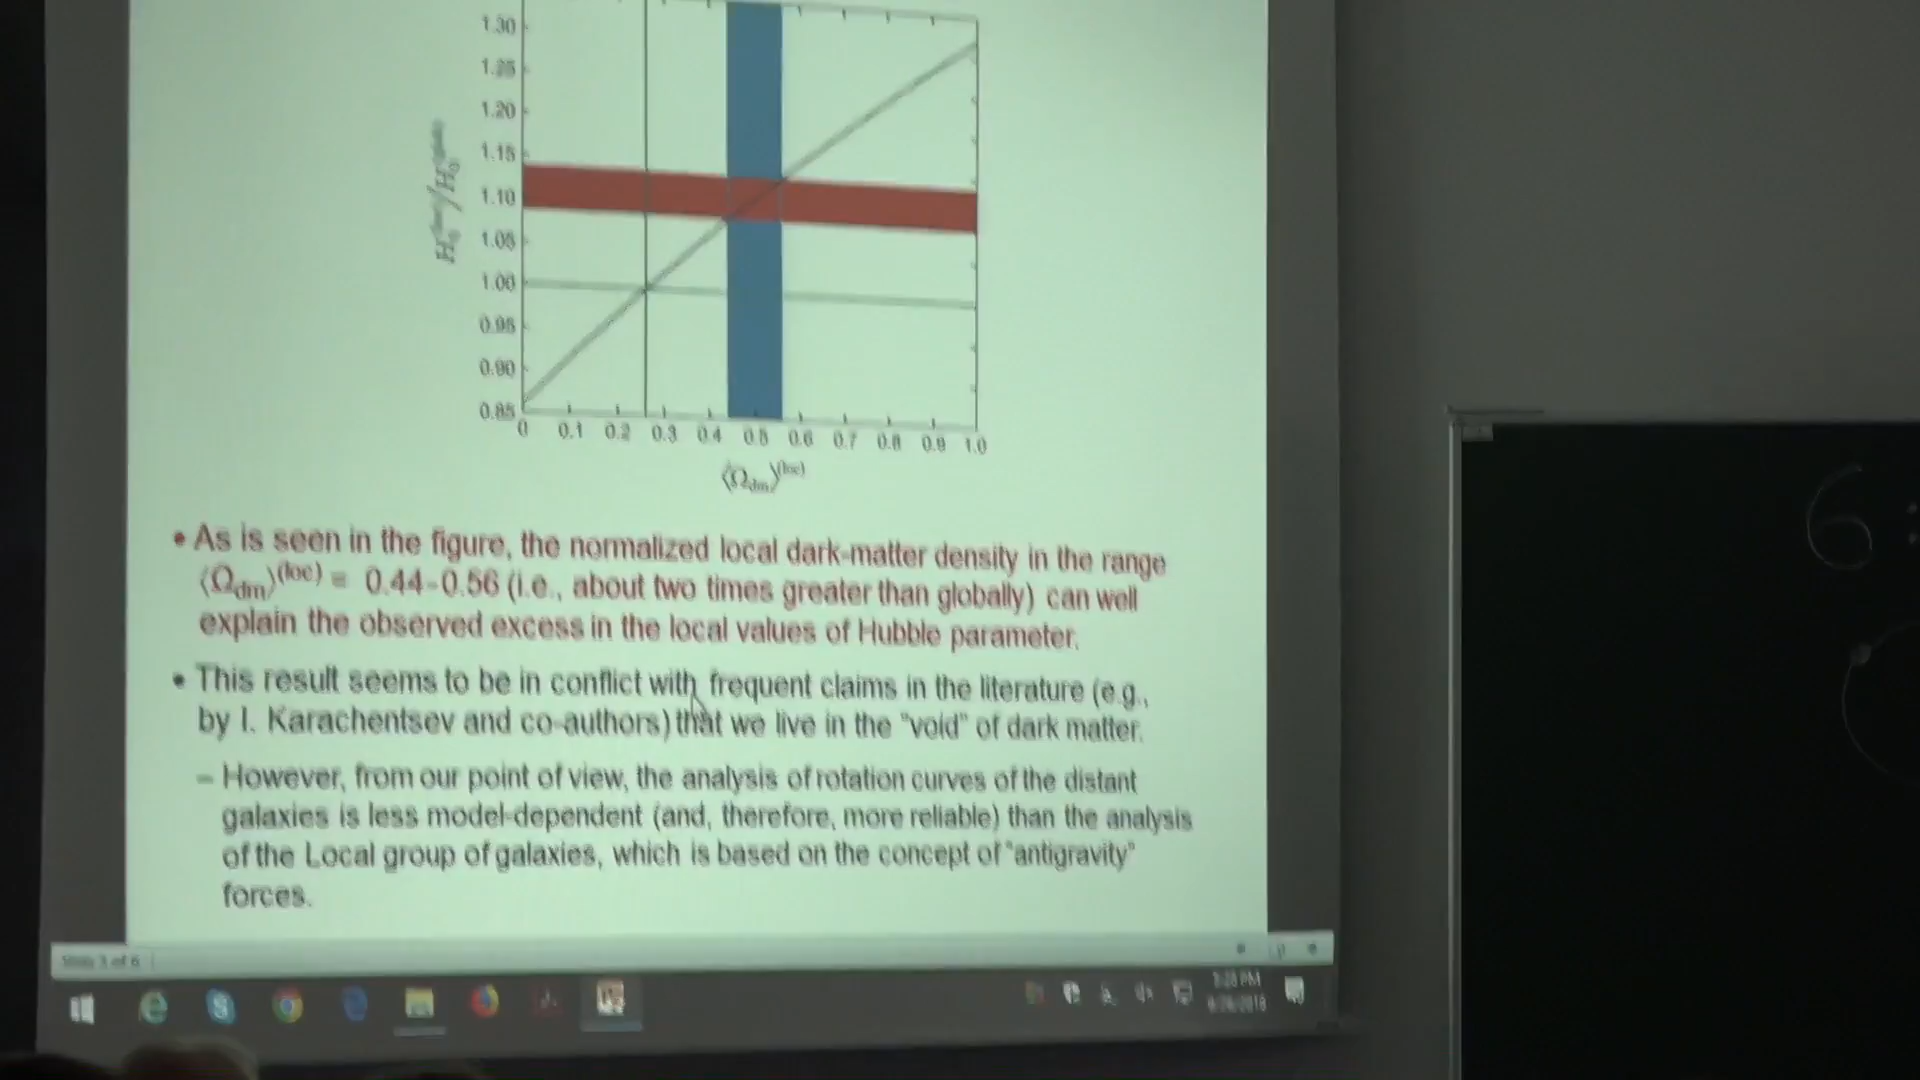 1.30
1.25
1.20
1.15
1.10
1.05
1.00
0.95
0.90
0.85
0 0.1 0.2 0.3 0.4 0.5 0.6 0.7 0.8 0.9 1.0
⟨Ωdm⟩(loc)
• As is seen in the figure, the normalized local dark-matter density in the range
⟨Ωdm⟩(loc) = 0.44-0.56 (i.e., about two times greater than globally) can well
explain the observed excess in the local values of Hubble parameter.
• This result seems to be in conflict with frequent claims in the literature (e.g.,
by I. Karachentsev and co-authors) that we live in the "void" of dark matter.
– However, from our point of view, the analysis of rotation curves of the distant
galaxies is less model-dependent (and, therefore, more reliable) than the analysis
of the Local group of galaxies, which is based on the concept of "antigravity"
forces.
Slide 3 of 6
6: